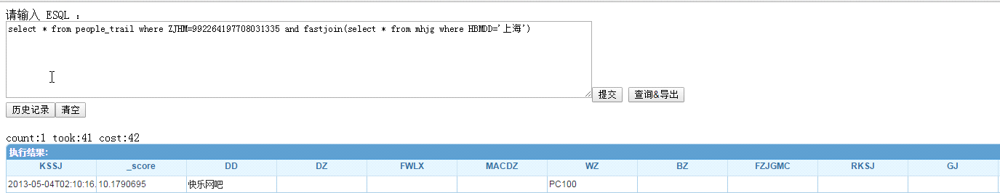 请输入 ESQL :
select * from people_trail where ZJHM=992264197708031335 and fastjoin(select * from mhjg where HBMDD='上海')
提交 查询&导出
历史记录 清空
count:1 took:41 cost:42
执行结果:
KSSJ _score DD DZ FWLX MACDZ WZ BZ FZJGMC RKSJ GJ
2013-05-04T02:10:16. 10.1790695 快乐网吧 PC100